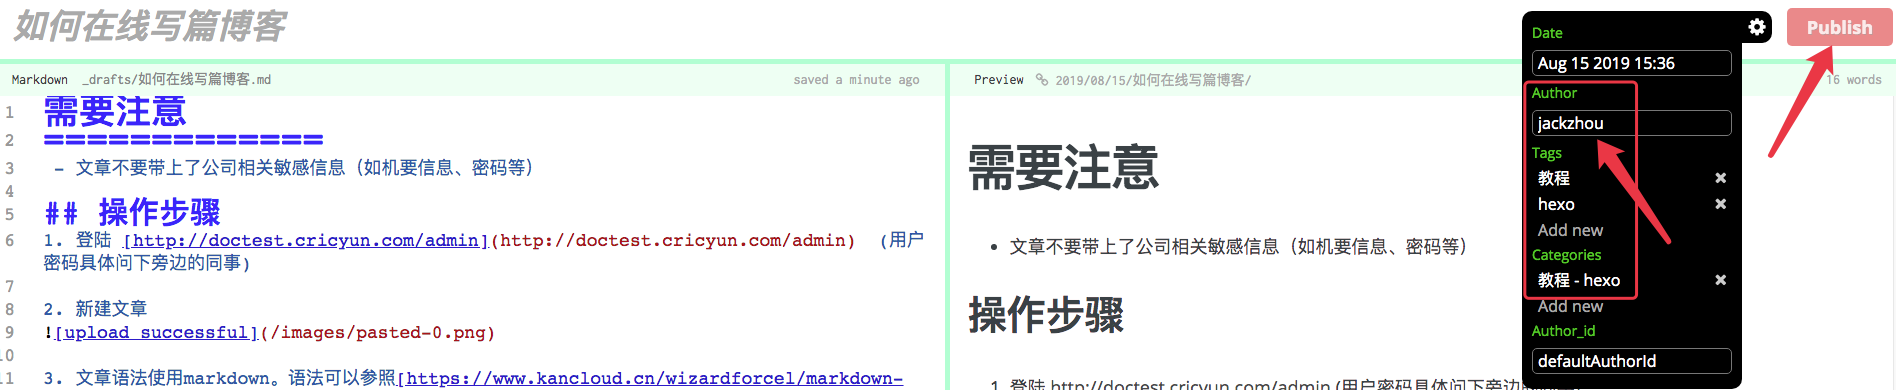 如何在线写篇博客
Publish
Markdown _drafts/如何在线写篇博客.md saved a minute ago
1 需要注意
2 =============
3 - 文章不要带上了公司相关敏感信息（如机要信息、密码等）
4
5 ## 操作步骤
6 1. 登陆 [http://doctest.cricyun.com/admin](http://doctest.cricyun.com/admin) (用户
密码具体问下旁边的同事)
7
8 2. 新建文章
9 ![upload successful](/images/pasted-0.png)
10
11 3. 文章语法使用markdown。语法可以参照[https://www.kancloud.cn/wizardforcel/markdown-
Preview 2019/08/15/如何在线写篇博客/ 16 words
需要注意
• 文章不要带上了公司相关敏感信息（如机要信息、密码等）
操作步骤
1. 登陆 http://doctest.cricyun.com/admin (用户密码具体问下旁边的
Date
Aug 15 2019 15:36
Author
jackzhou
Tags
教程
hexo
Add new
Categories
教程 - hexo
Add new
Author_id
defaultAuthorId